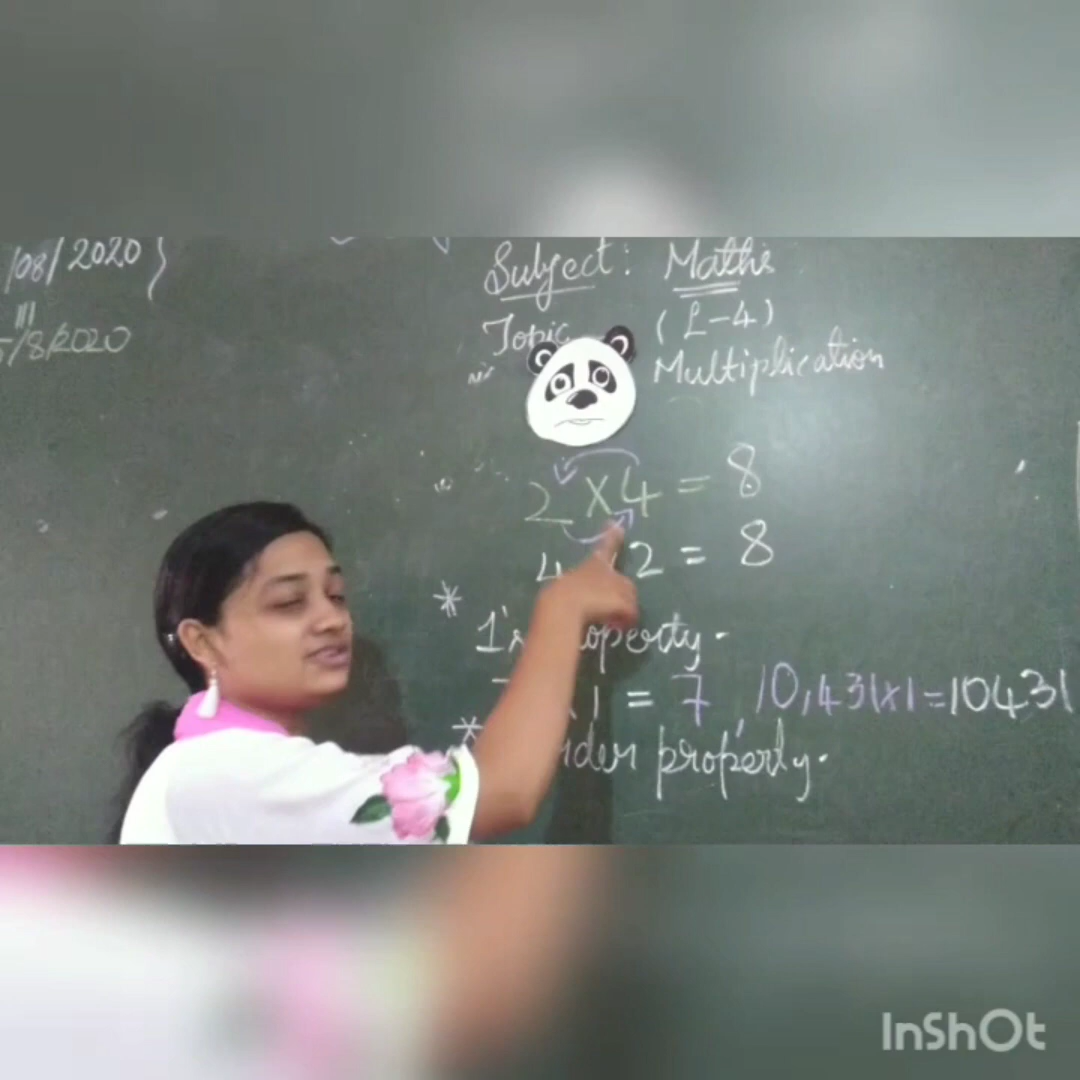 /08/2020
/8/2020
Subject: Maths
Topic (L-4)
Multiplication
2 × 4 = 8
4 2 = 8
* 1's property.
7 × 1 = 7, 10,431×1=10431
* order property.
InShOt